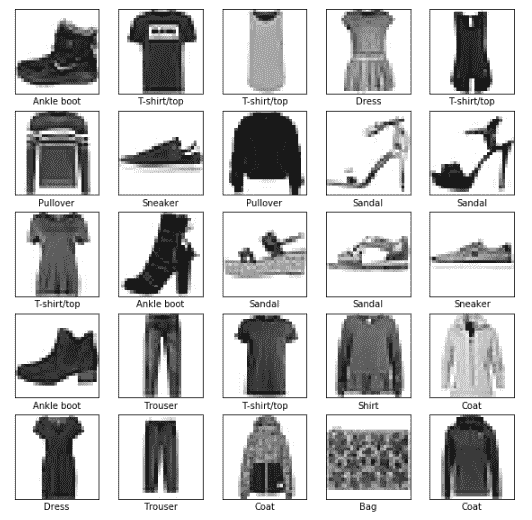 Ankle boot T-shirt/top T-shirt/top Dress T-shirt/top
Pullover Sneaker Pullover Sandal Sandal
T-shirt/top Ankle boot Sandal Sandal Sneaker
Ankle boot Trouser T-shirt/top Shirt Coat
Dress Trouser Coat Bag Coat